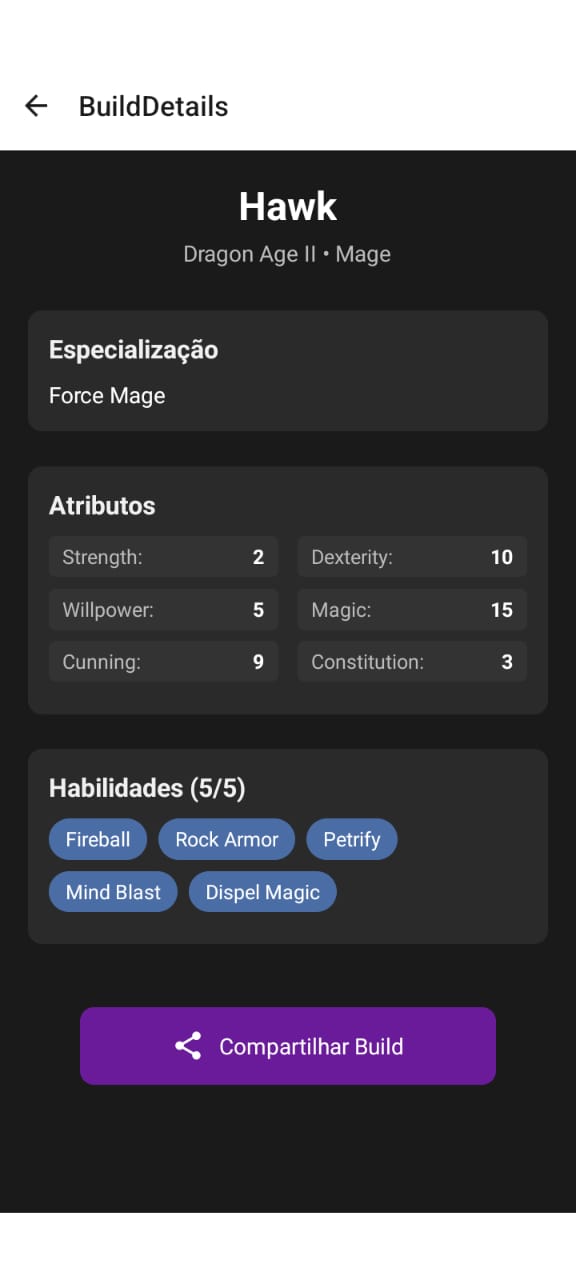 BuildDetails
Hawk
Dragon Age II • Mage
Especialização
Force Mage
Atributos
Strength: 2 Dexterity: 10
Willpower: 5 Magic: 15
Cunning: 9 Constitution: 3
Habilidades (5/5)
Fireball Rock Armor Petrify
Mind Blast Dispel Magic
Compartilhar Build